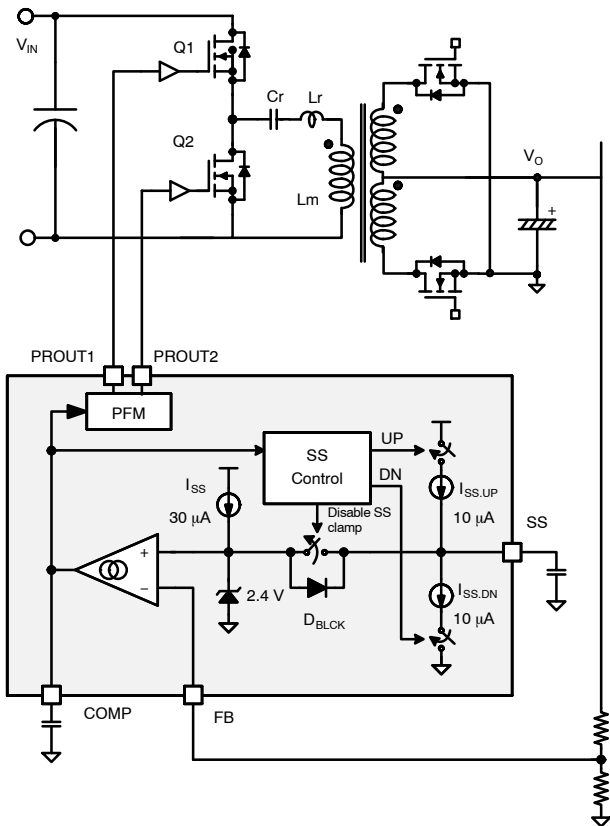 V_IN
Q1
Q2
Cr
Lr
Lm
V_O
+
PROUT1
PROUT2
PFM
SS
Control
UP
DN
I_SS
30 µA
Disable SS
clamp
I_SS.UP
10 µA
SS
+
−
2.4 V
D_BLCK
I_SS.DN
10 µA
COMP
FB